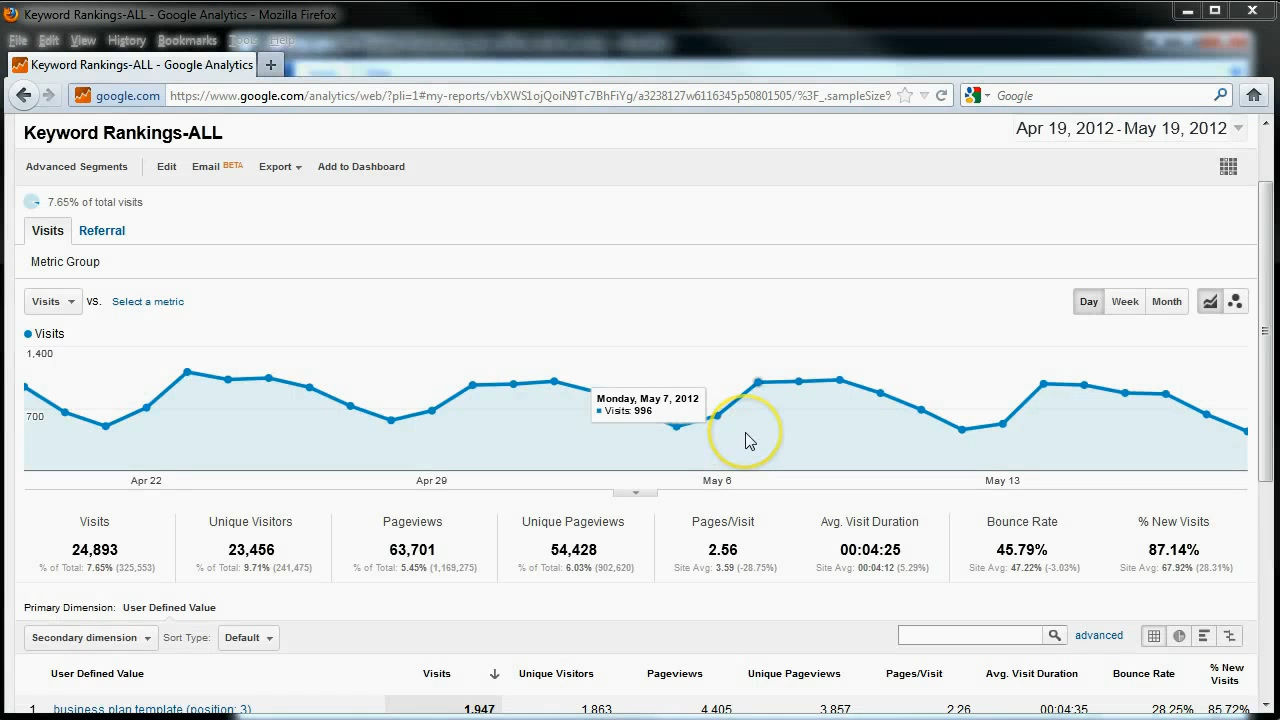 Keyword Rankings-ALL - Google Analytics - Mozilla Firefox
File Edit View History Bookmarks Tools Help
Keyword Rankings-ALL - Google Analytics +
google.com https://www.google.com/analytics/web/?pli=1#my-reports/vbXWS1ojQoiN9Tc7BhFiYg/a3238127w6116345p50801505/%3F_.sampleSize% Google
Keyword Rankings-ALL
Apr 19, 2012 - May 19, 2012
Advanced Segments Edit Email BETA Export Add to Dashboard
7.65% of total visits
Visits Referral
Metric Group
Visits VS. Select a metric Day Week Month
Visits
1,400
Monday, May 7, 2012
Visits: 996
700
Apr 22 Apr 29 May 6 May 13
Visits Unique Visitors Pageviews Unique Pageviews Pages/Visit Avg. Visit Duration Bounce Rate % New Visits
24,893 23,456 63,701 54,428 2.56 00:04:25 45.79% 87.14%
% of Total: 7.65% (325,553) % of Total: 9.71% (241,475) % of Total: 5.45% (1,169,275) % of Total: 6.03% (902,620) Site Avg: 3.59 (-28.75%) Site Avg: 00:04:12 (5.29%) Site Avg: 47.22% (-3.03%) Site Avg: 67.92% (28.31%)
Primary Dimension: User Defined Value
Secondary dimension Sort Type: Default advanced
User Defined Value Visits Unique Visitors Pageviews Unique Pageviews Pages/Visit Avg. Visit Duration Bounce Rate % New Visits
1. business plan template (position: 3) 1,947 1,863 4,405 3,857 2.26 00:04:35 28.25% 85.72%